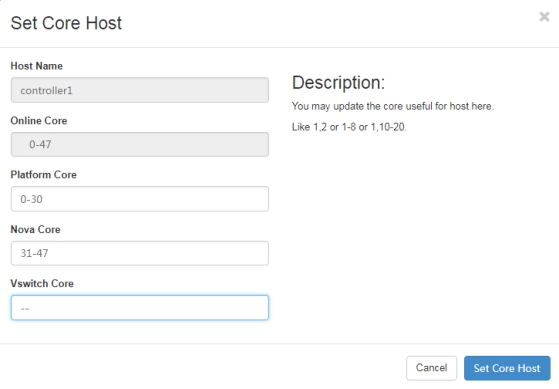 Set Core Host
×
Host Name
controller1
Online Core
0-47
Platform Core
0-30
Nova Core
31-47
Vswitch Core
--
Description:
You may update the core useful for host here.
Like 1,2 or 1-8 or 1,10-20.
Cancel
Set Core Host